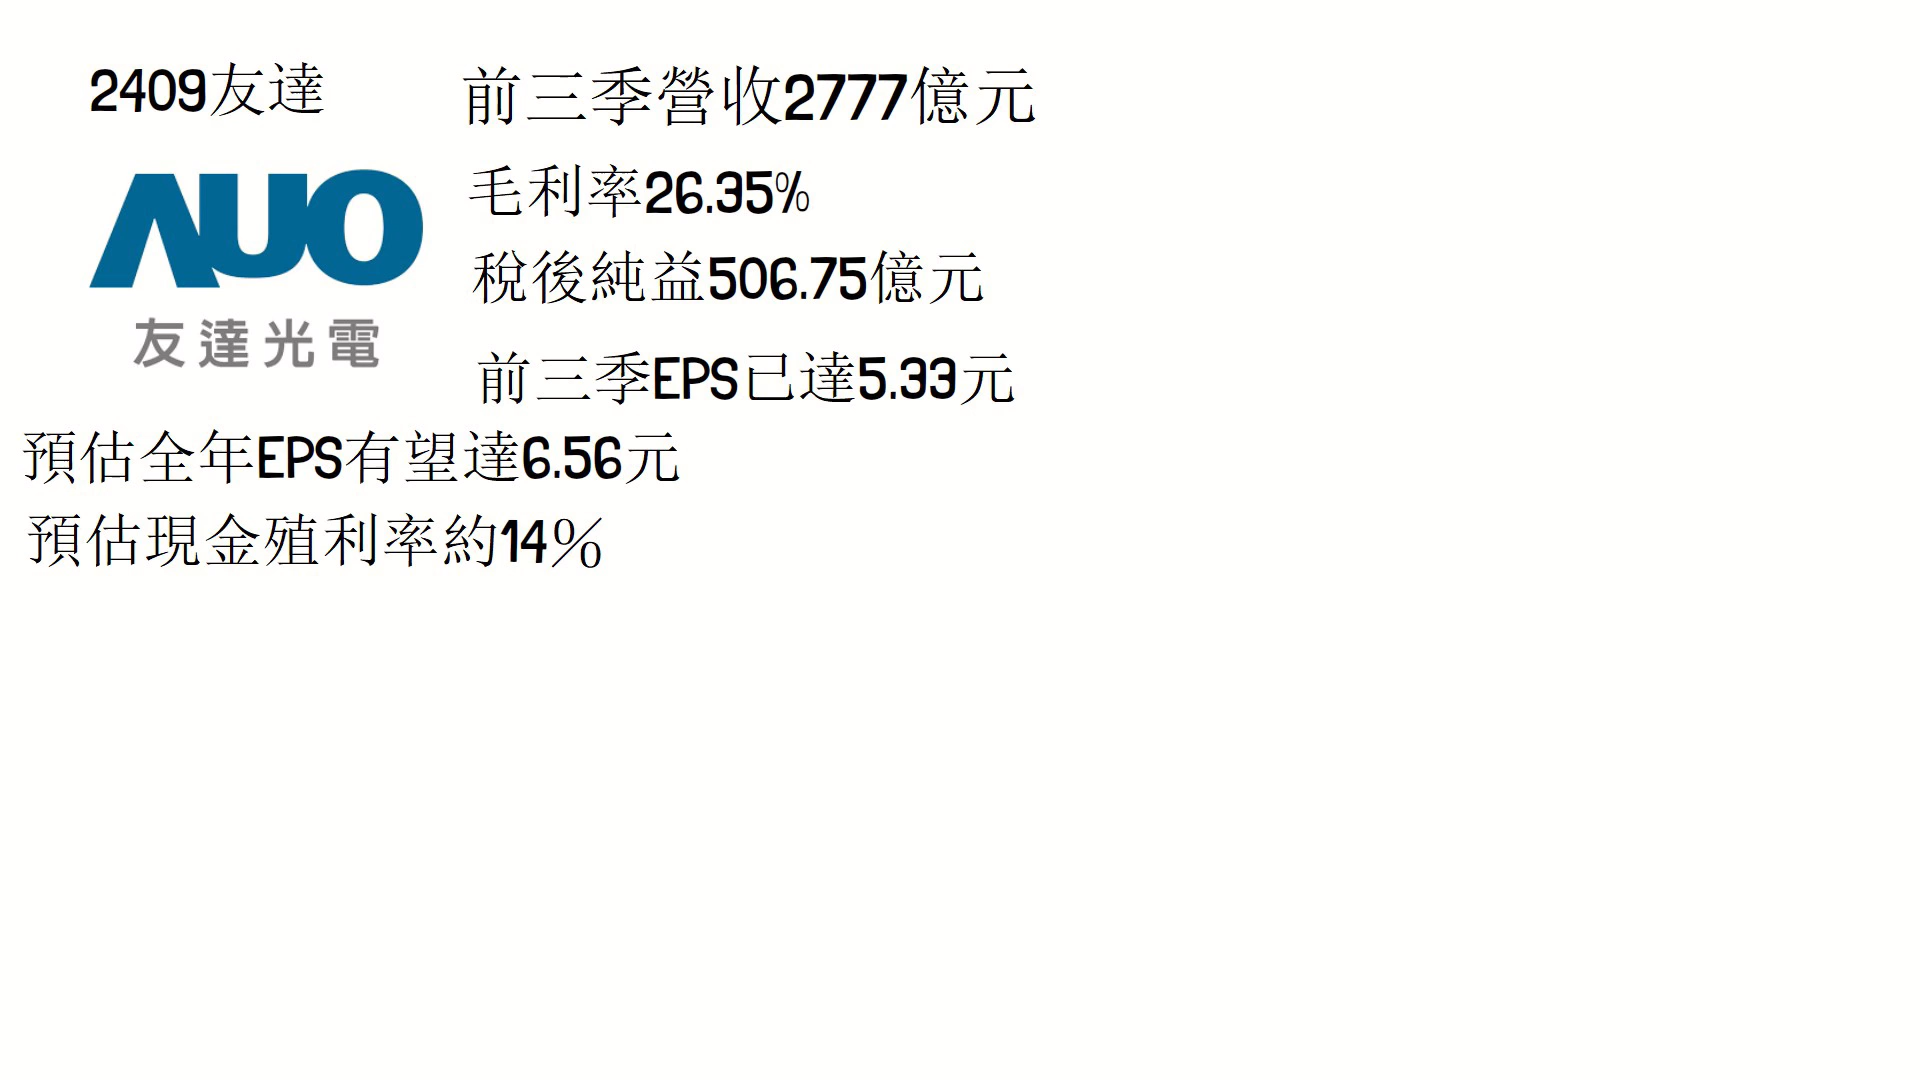 2409友達
前三季營收2777億元
毛利率26.35%
AUO
友達光電
稅後純益506.75億元
前三季EPS已達5.33元
預估全年EPS有望達6.56元
預估現金殖利率約14％